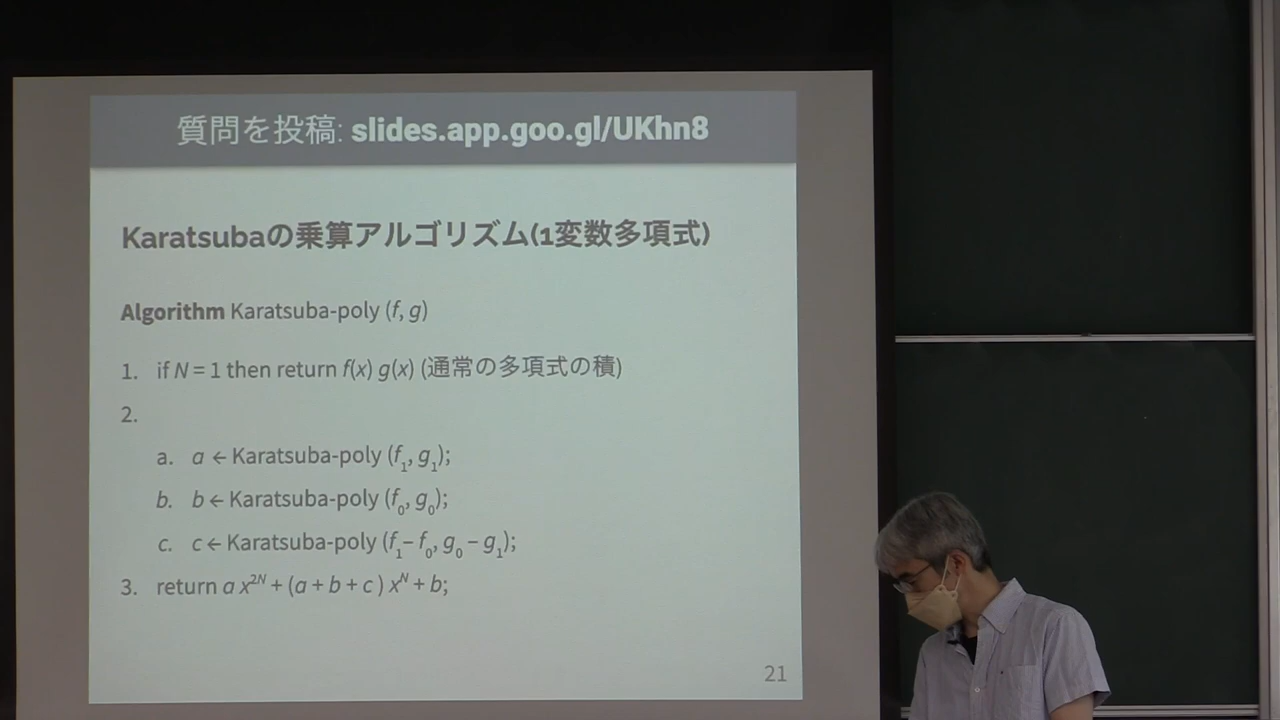 質問を投稿: slides.app.goo.gl/UKhn8
Karatsubaの乗算アルゴリズム(1変数多項式)
Algorithm Karatsuba-poly (f, g)
1. if N = 1 then return f(x) g(x) (通常の多項式の積)
2.
a. a ← Karatsuba-poly (f₁, g₁);
b. b ← Karatsuba-poly (f₀, g₀);
c. c ← Karatsuba-poly (f₁ − f₀, g₀ − g₁);
3. return a x²ᴺ + (a + b + c ) xᴺ + b;
21